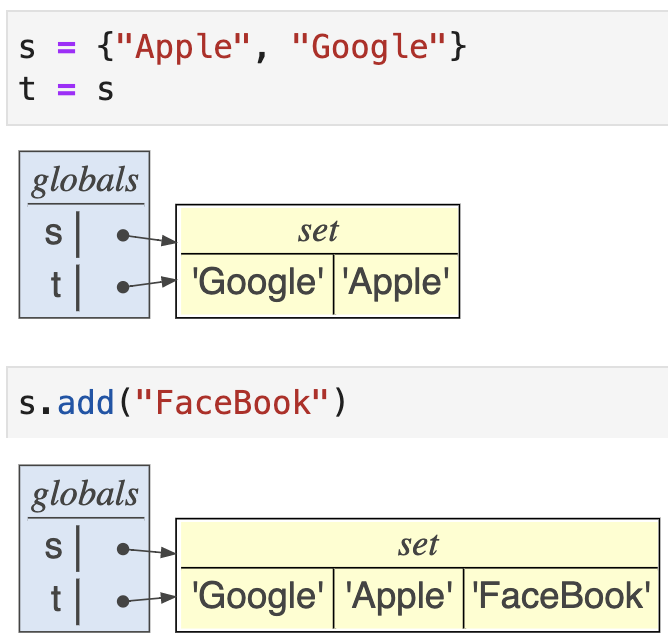 s = {"Apple", "Google"}
t = s
globals
s
t
set
'Google' 'Apple'
s.add("FaceBook")
globals
s
t
set
'Google' 'Apple' 'FaceBook'